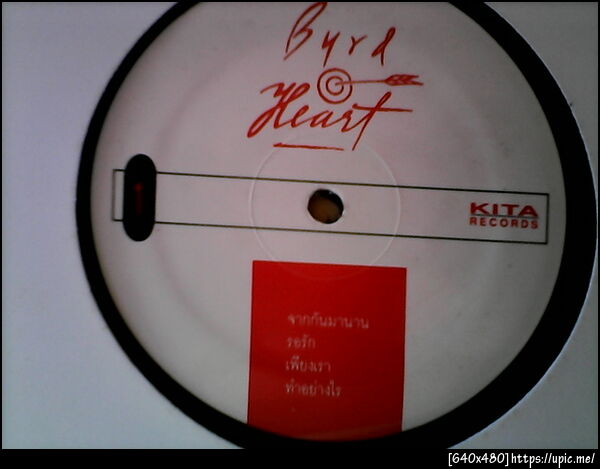 Byrd
Heart
KITA
RECORDS
จากกันมานาน
รอรัก
เพียงเรา
ทำอย่างไร
[640x480]https://upic.me/